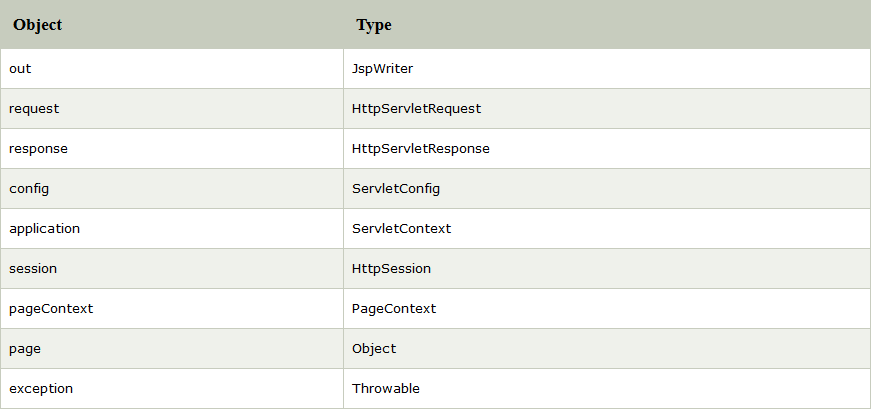 Object Type
out JspWriter
request HttpServletRequest
response HttpServletResponse
config ServletConfig
application ServletContext
session HttpSession
pageContext PageContext
page Object
exception Throwable